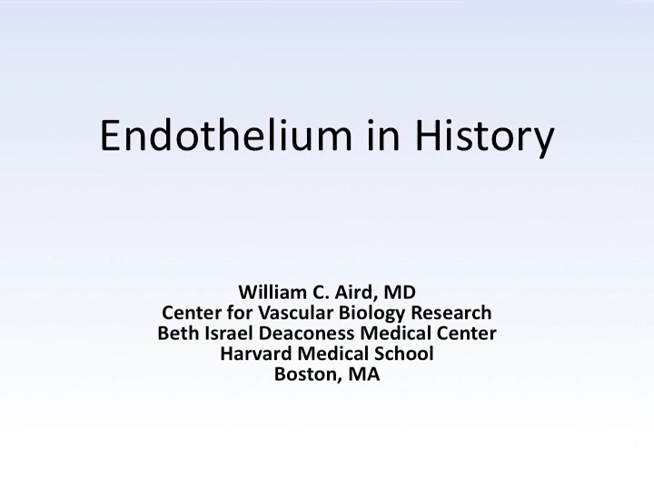 Endothelium in History
William C. Aird, MD
Center for Vascular Biology Research
Beth Israel Deaconess Medical Center
Harvard Medical School
Boston, MA